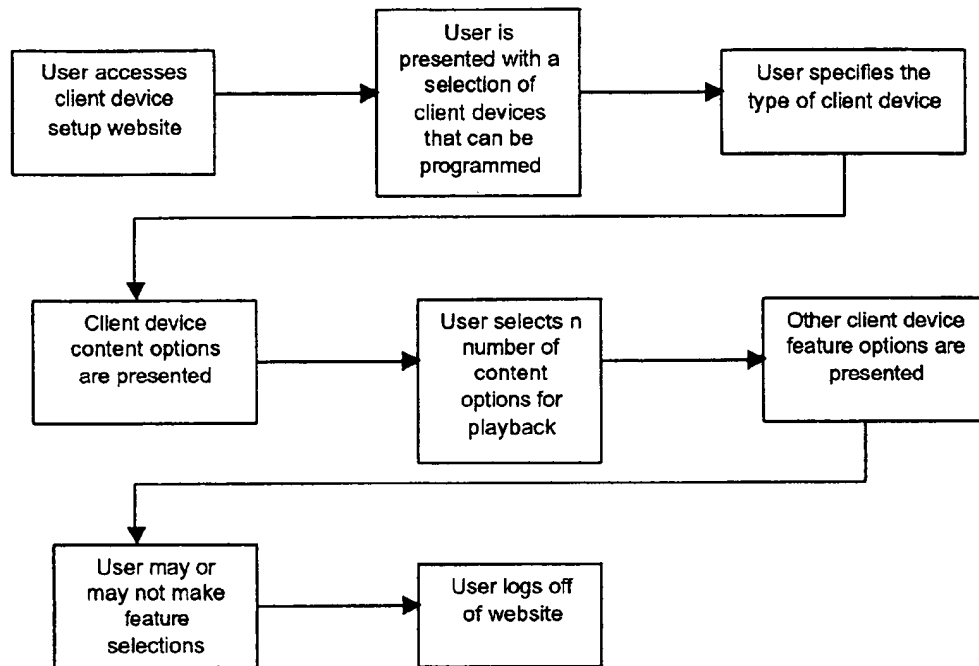 User accesses
client device
setup website
User is
presented with a
selection of
client devices
that can be
programmed
User specifies the
type of client device
Client device
content options
are presented
User selects n
number of
content
options for
playback
Other client device
feature options are
presented
User may or
may not make
feature
selections
User logs off
of website